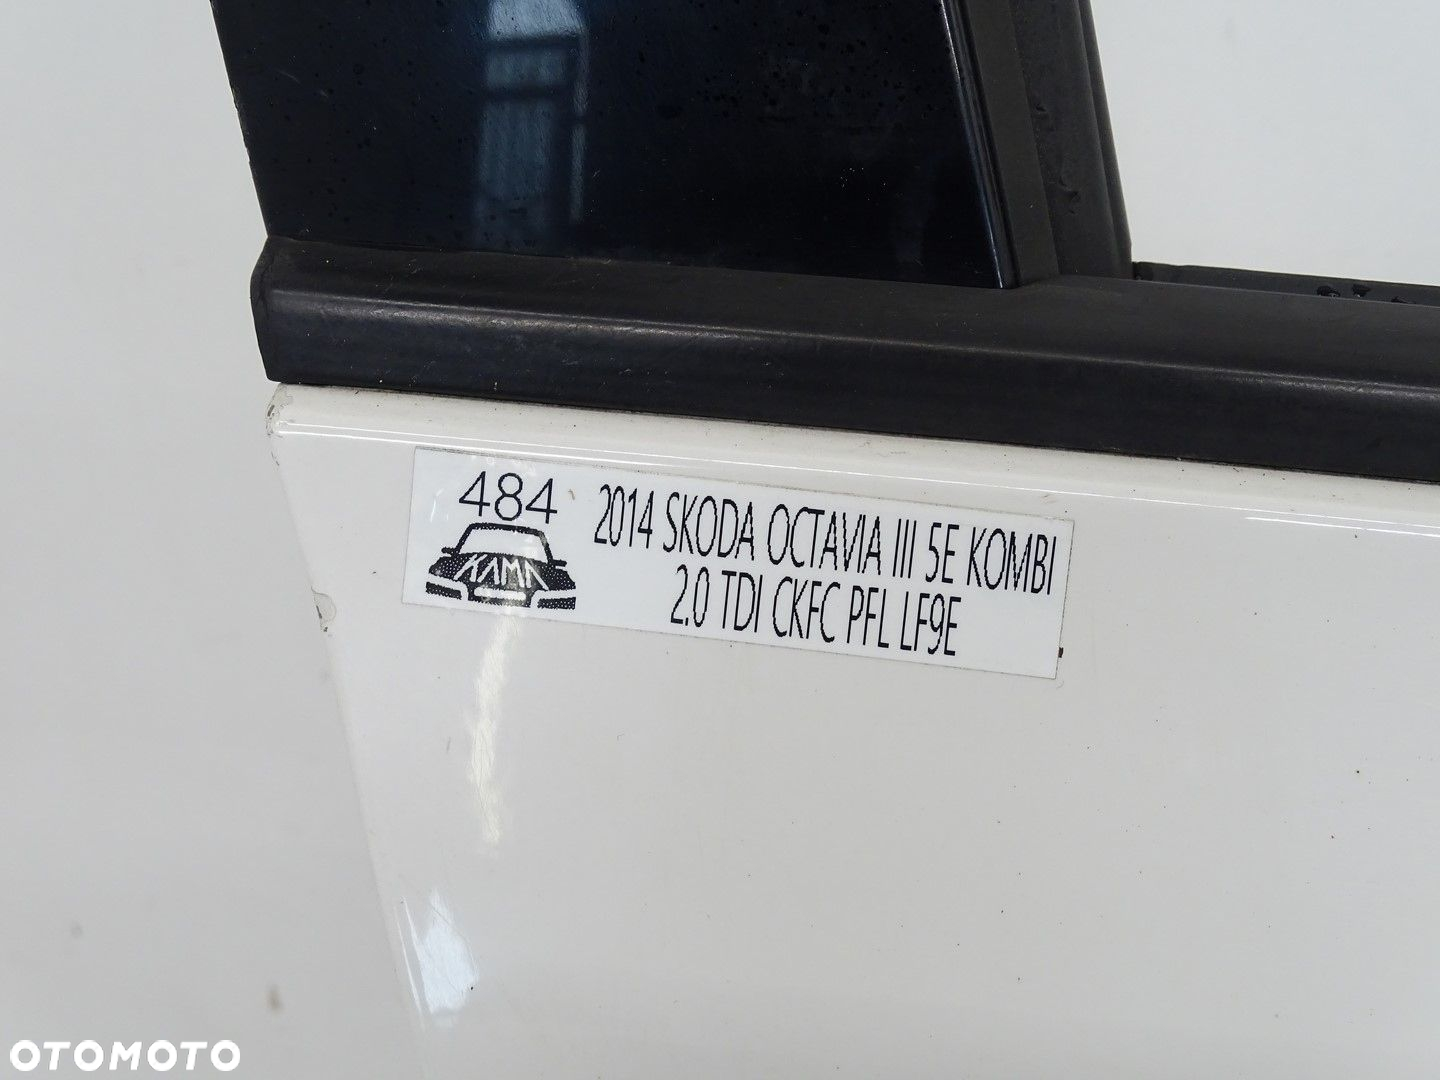 484
KAMA
2014 SKODA OCTAVIA III 5E KOMBI
2.0 TDI CKFC PFL LF9E
OTOMOTO